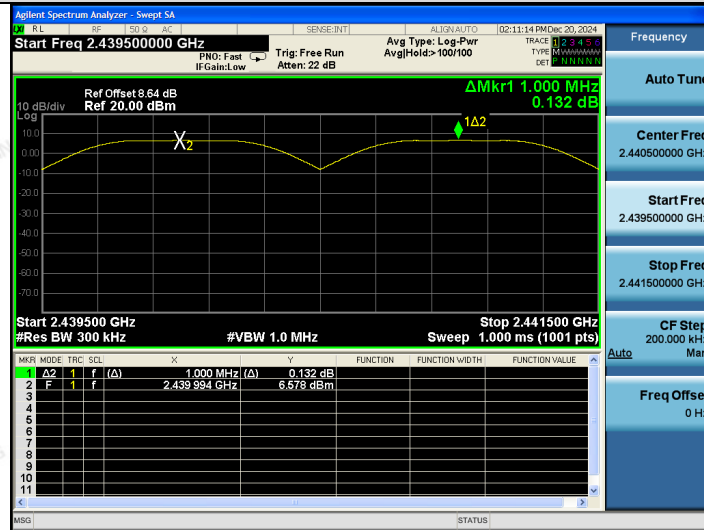 Agilent Spectrum Analyzer - Swept SA
LXI RL RF 50 Ω AC SENSE:INT ALIGNAUTO 02:11:14 PM Dec 20, 2024
Start Freq 2.439500000 GHz
PNO: Fast
IFGain:Low
Trig: Free Run
Atten: 22 dB
Avg Type: Log-Pwr
Avg|Hold:>100/100
TRACE 1 2 3 4 5 6
TYPE M WWWWW
DET P N N N N N
Ref Offset 8.64 dB
Ref 20.00 dBm
ΔMkr1 1.000 MHz
0.132 dB
10 dB/div
Log
10.0
0.00
-10.0
-20.0
-30.0
-40.0
-50.0
-60.0
-70.0
X2
1Δ2
Start 2.439500 GHz
Stop 2.441500 GHz
#Res BW 300 kHz
#VBW 1.0 MHz
Sweep 1.000 ms (1001 pts)
MKR MODE TRC SCL X Y FUNCTION FUNCTION WIDTH FUNCTION VALUE
1 Δ2 1 f (Δ) 1.000 MHz (Δ) 0.132 dB
2 F 1 f 2.439 994 GHz 6.578 dBm
3
4
5
6
7
8
9
10
11
MSG
STATUS
Frequency
Auto Tune
Center Freq
2.440500000 GHz
Start Freq
2.439500000 GHz
Stop Freq
2.441500000 GHz
CF Step
200.000 kHz
Auto Man
Freq Offset
0 Hz